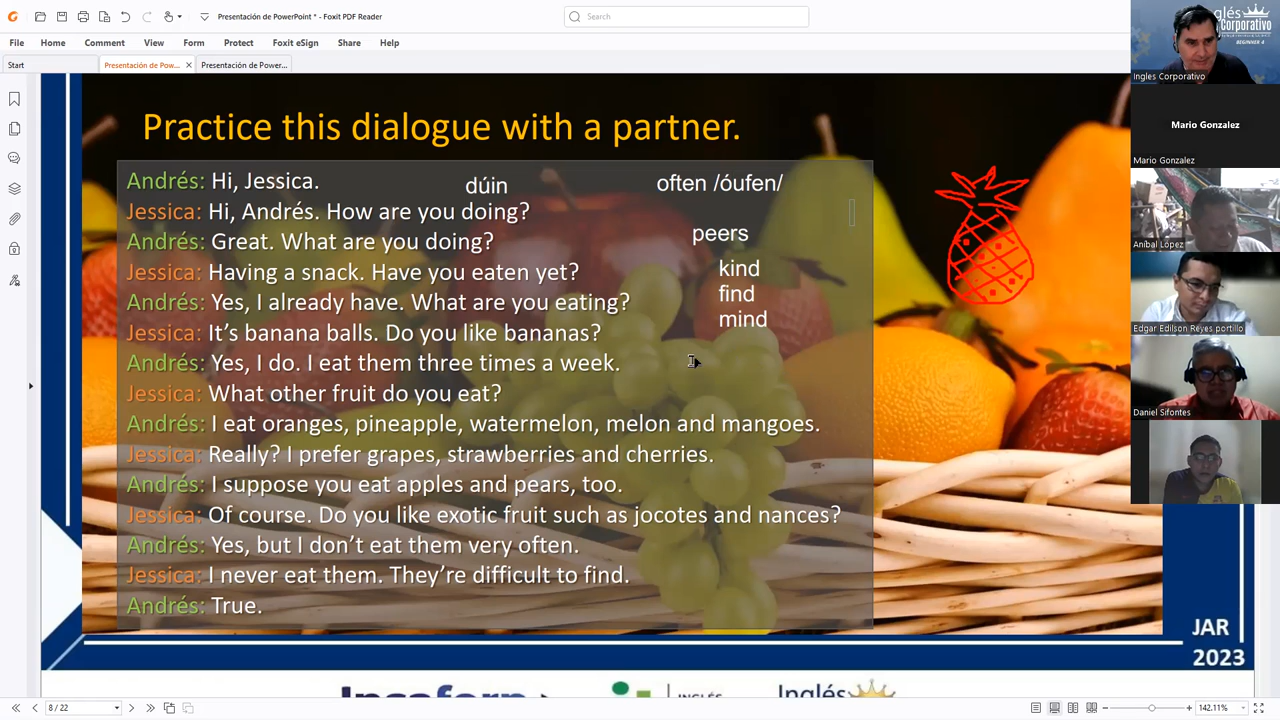 Presentación de PowerPoint * - Foxit PDF Reader
Search
File Home Comment View Form Protect Foxit eSign Share Help
Start
Presentación de Pow...
Presentación de Power...
Practice this dialogue with a partner.
Andrés: Hi, Jessica.
dúin
often /óufen/
Jessica: Hi, Andrés. How are you doing?
peers
Andrés: Great. What are you doing?
kind
Jessica: Having a snack. Have you eaten yet?
find
Andrés: Yes, I already have. What are you eating?
mind
Jessica: It’s banana balls. Do you like bananas?
Andrés: Yes, I do. I eat them three times a week.
Jessica: What other fruit do you eat?
Andrés: I eat oranges, pineapple, watermelon, melon and mangoes.
Jessica: Really? I prefer grapes, strawberries and cherries.
Andrés: I suppose you eat apples and pears, too.
Jessica: Of course. Do you like exotic fruit such as jocotes and nances?
Andrés: Yes, but I don’t eat them very often.
Jessica: I never eat them. They’re difficult to find.
Andrés: True.
JAR
2023
INGLÉS
Inglés
8 / 22
142.11%
Corporativo
BEGINNER 4
Ingles Corporativo
Mario Gonzalez
Mario Gonzalez
Aníbal López
Edgar Edilson Reyes portillo
Daniel Sifontes